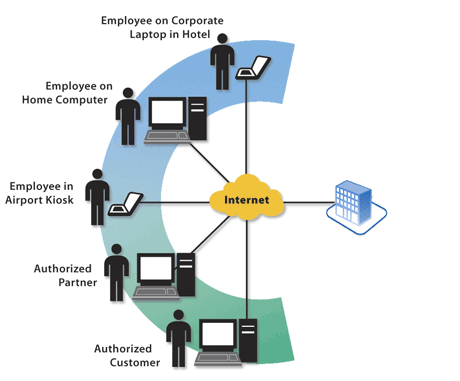 Employee on Corporate
Laptop in Hotel
Employee on
Home Computer
Employee in
Airport Kiosk
Internet
Authorized
Partner
Authorized
Customer